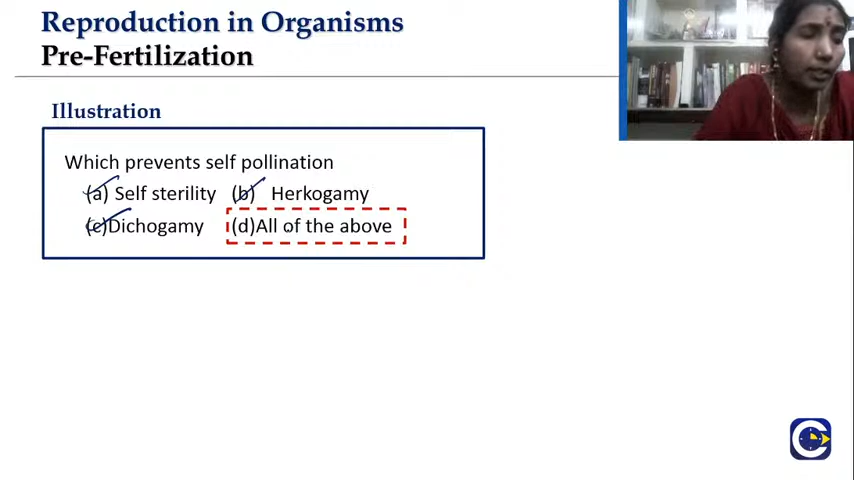 Reproduction in Organisms
Pre-Fertilization
Illustration
Which prevents self pollination
(a) Self sterility (b) Herkogamy
(c)Dichogamy (d)All of the above